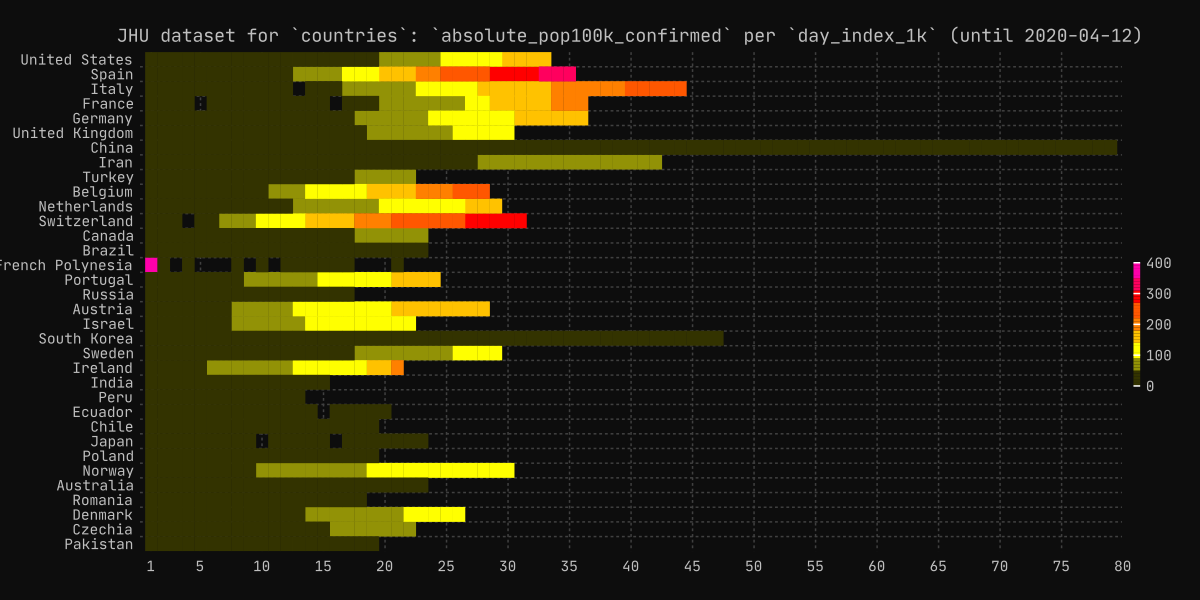 JHU dataset for `countries`: `absolute_pop100k_confirmed` per `day_index_1k` (until 2020-04-12)
United States
Spain
Italy
France
Germany
United Kingdom
China
Iran
Turkey
Belgium
Netherlands
Switzerland
Canada
Brazil
French Polynesia
Portugal
Russia
Austria
Israel
South Korea
Sweden
Ireland
India
Peru
Ecuador
Chile
Japan
Poland
Norway
Australia
Romania
Denmark
Czechia
Pakistan
400
300
200
100
0
1 5 10 15 20 25 30 35 40 45 50 55 60 65 70 75 80